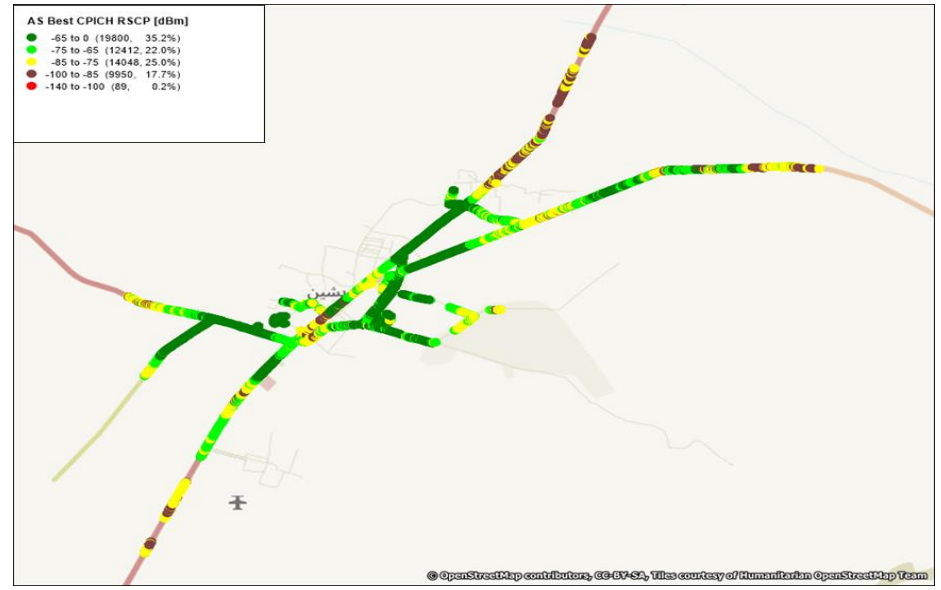 AS Best CPICH RSCP [dBm]
-65 to 0 (19800, 35.2%)
-75 to -65 (12412, 22.0%)
-85 to -75 (14048, 25.0%)
-100 to -85 (9950, 17.7%)
-140 to -100 (89, 0.2%)
© OpenStreetMap contributors, CC-BY-SA, Tiles courtesy of Humanitarian OpenStreetMap Team